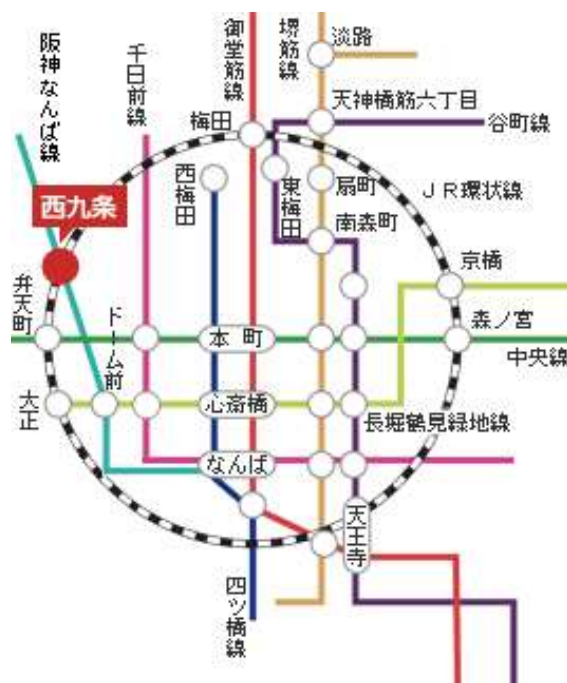 阪神なんば線
千日前線
御堂筋線
堺筋線
淡路
天神橋筋六丁目
谷町線
梅田
西梅田
東梅田
扇町
JR環状線
南森町
西九条
京橋
弁天町
ドーム前
本町
森ノ宮
中央線
大正
心斎橋
長堀鶴見緑地線
なんば
天王寺
四ツ橋線